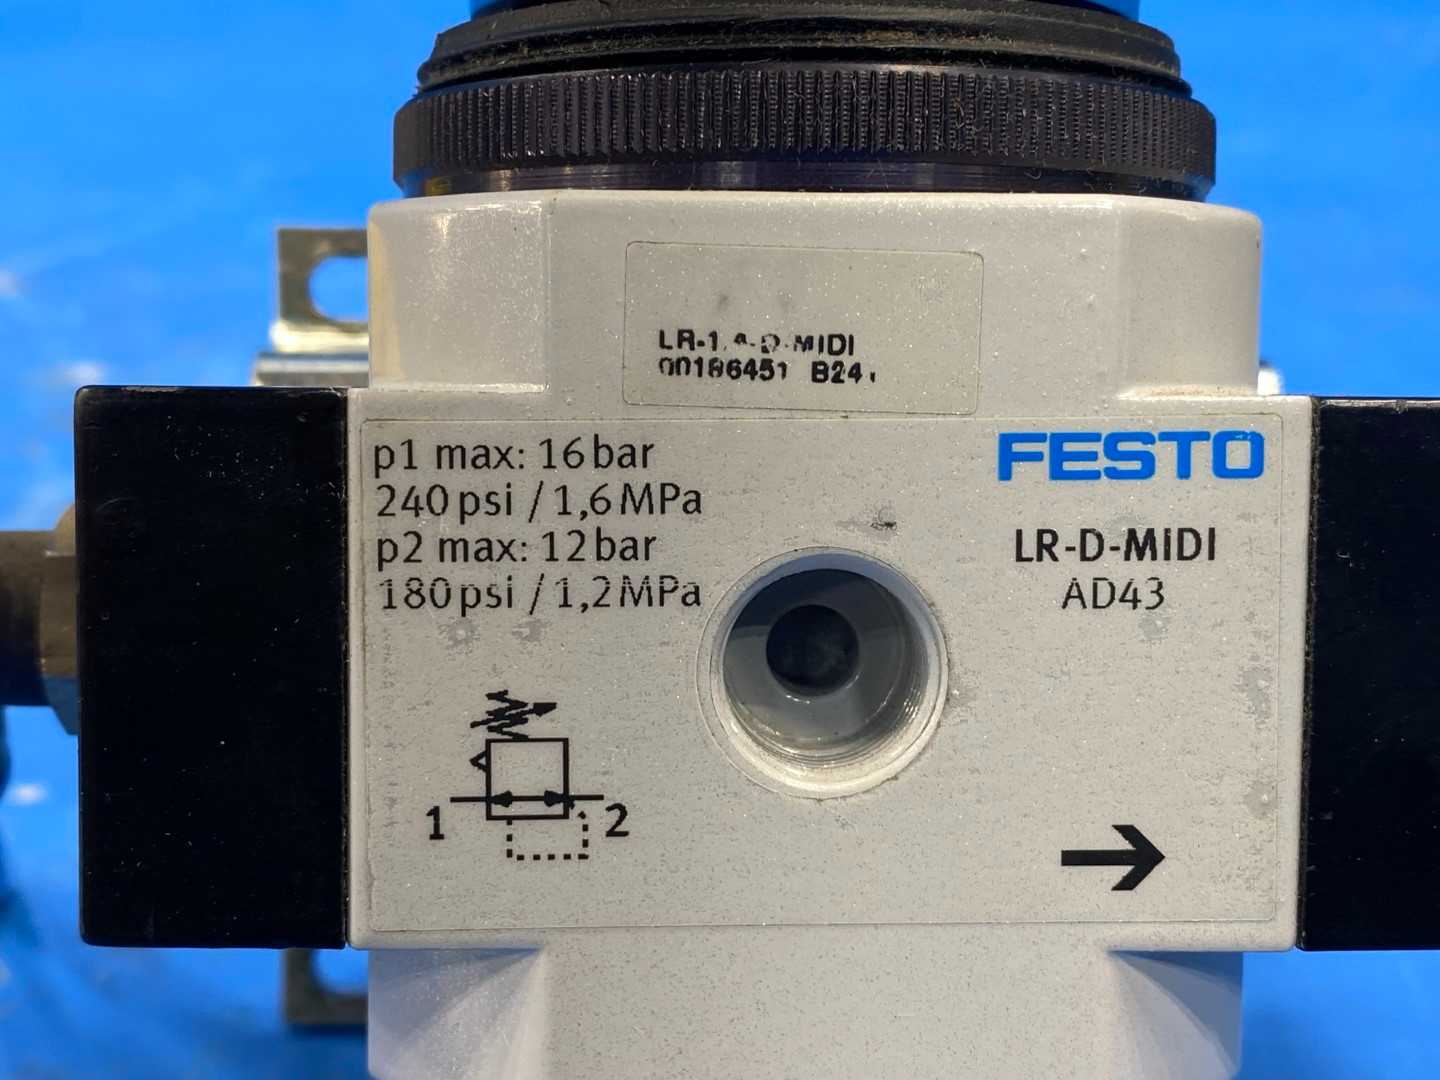 LR-1/4-D-MIDI
00186451 B24
p1 max: 16 bar
240 psi / 1,6 MPa
p2 max: 12 bar
180 psi / 1,2 MPa
FESTO
LR-D-MIDI
AD43
1
2